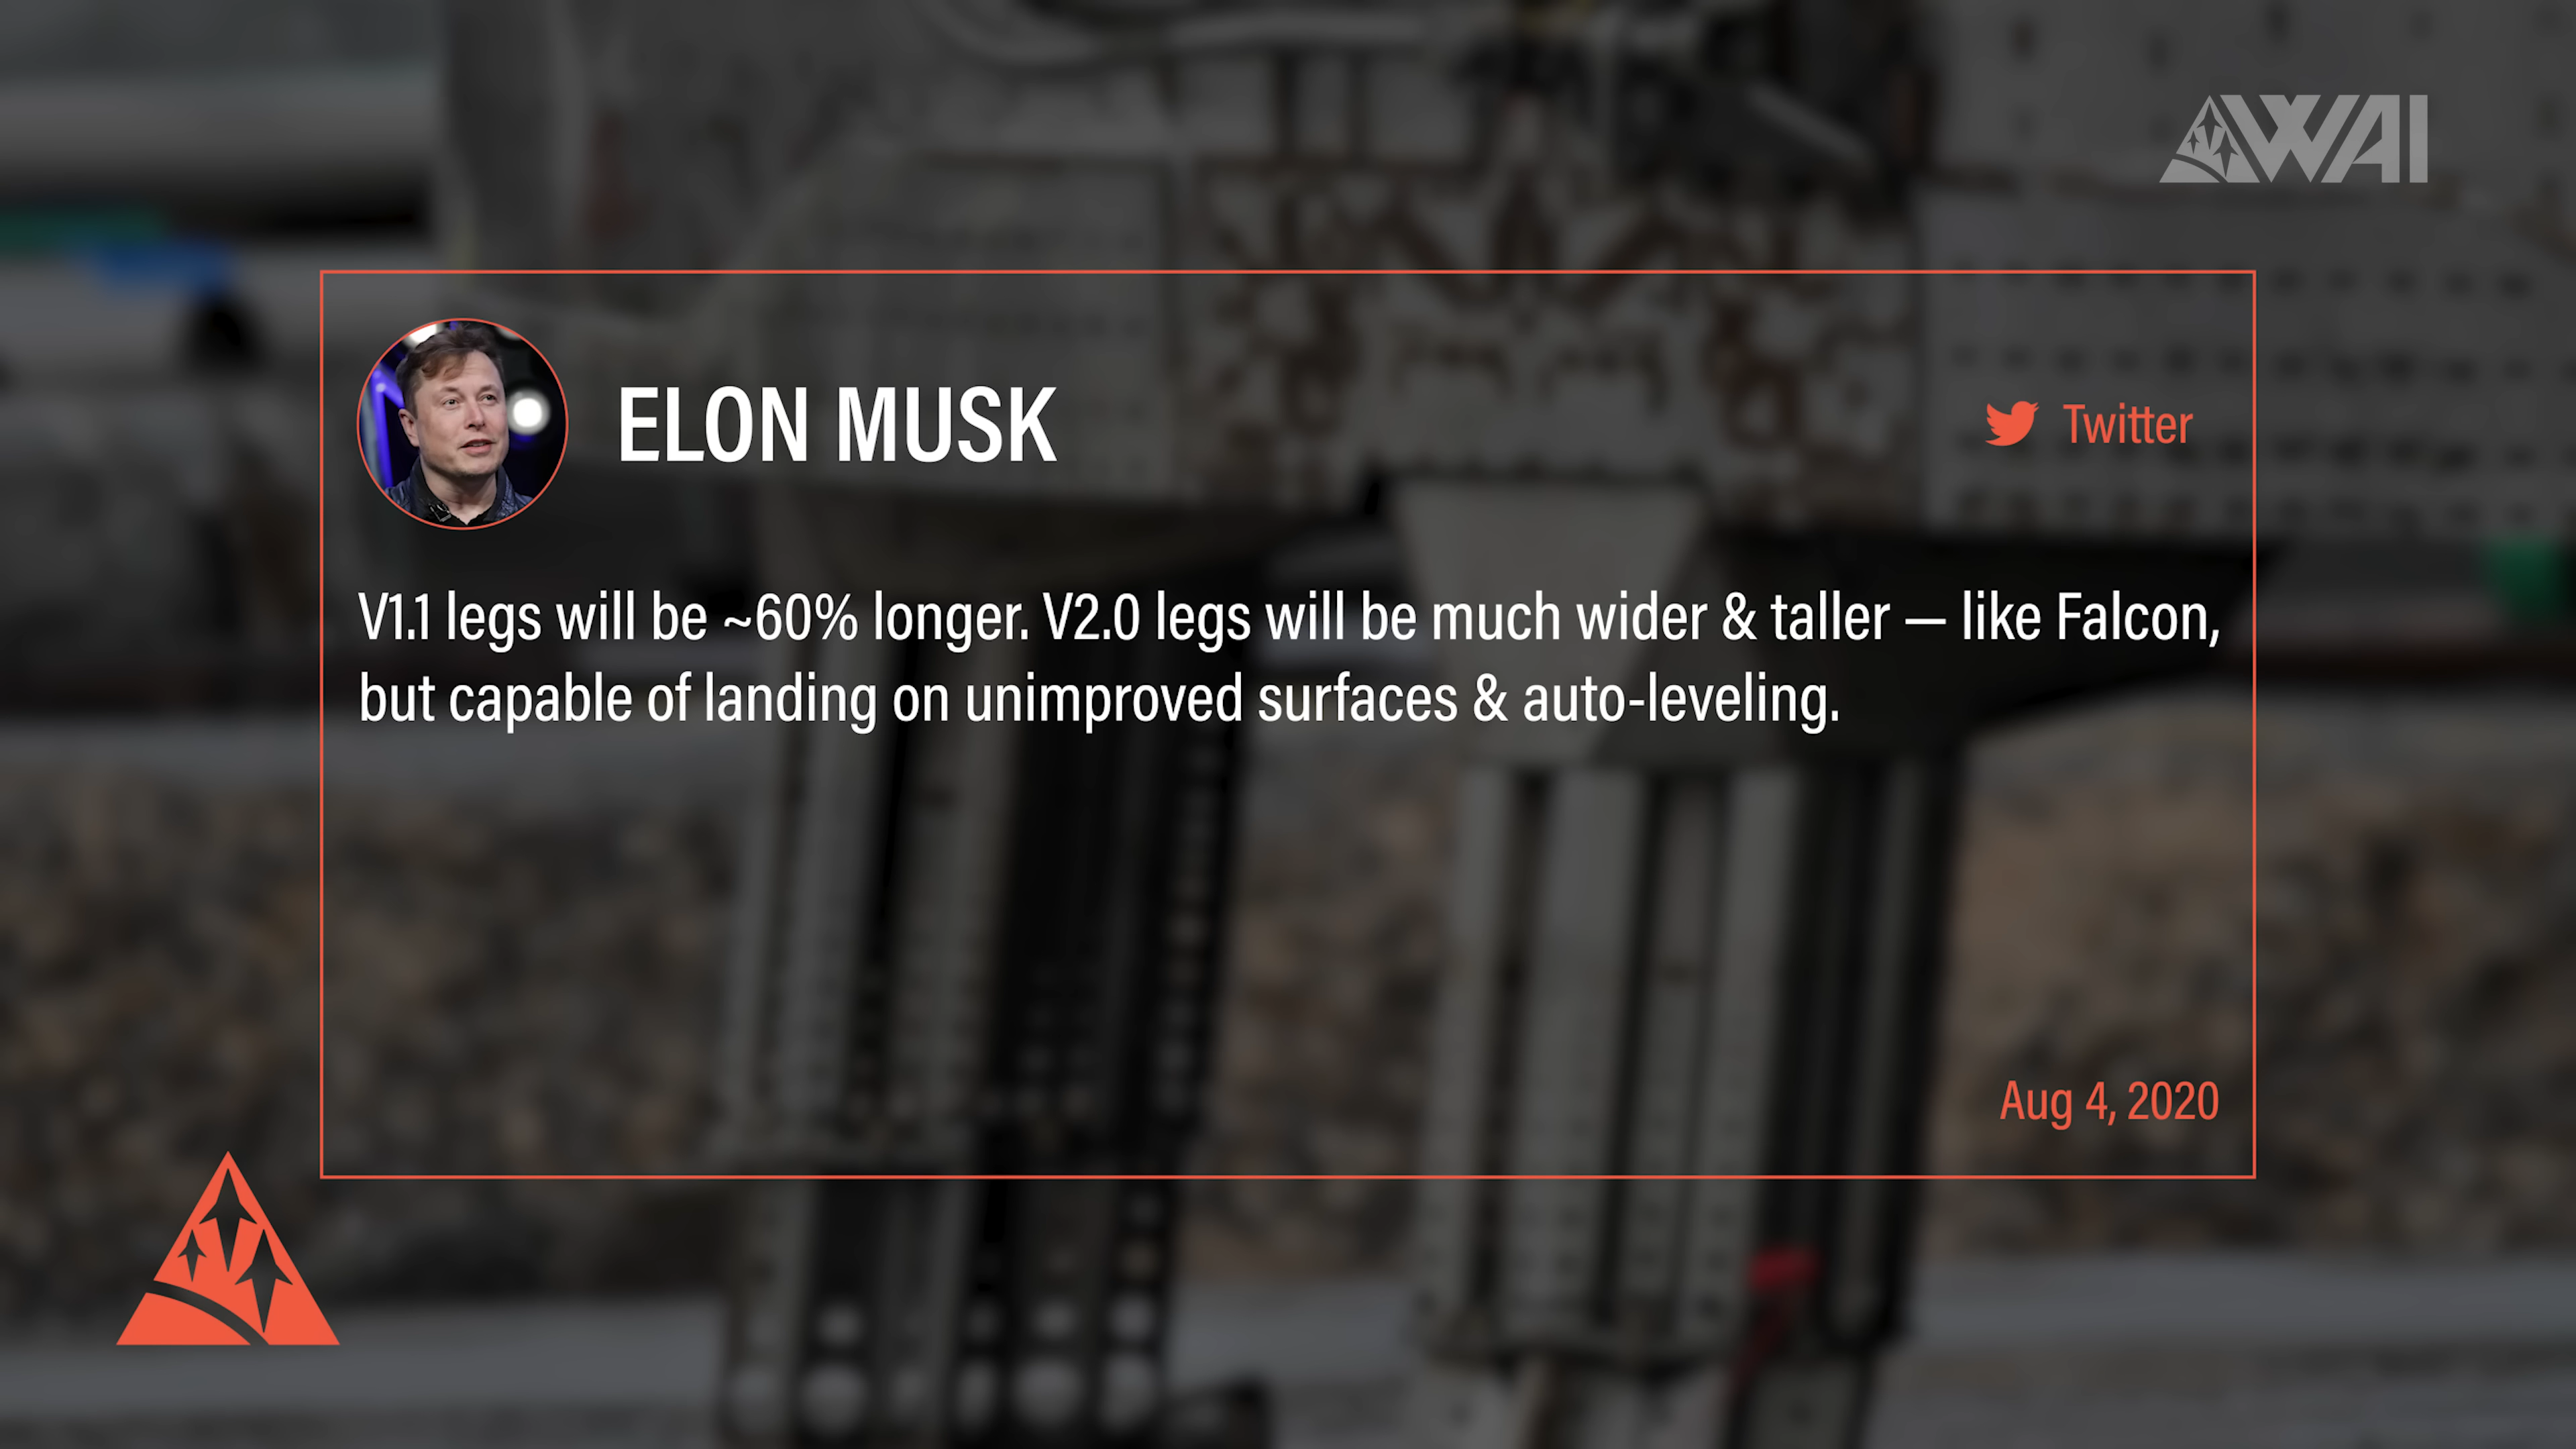 WAI
ELON MUSK
Twitter
V1.1 legs will be ~60% longer. V2.0 legs will be much wider & taller — like Falcon,
but capable of landing on unimproved surfaces & auto-leveling.
Aug 4, 2020